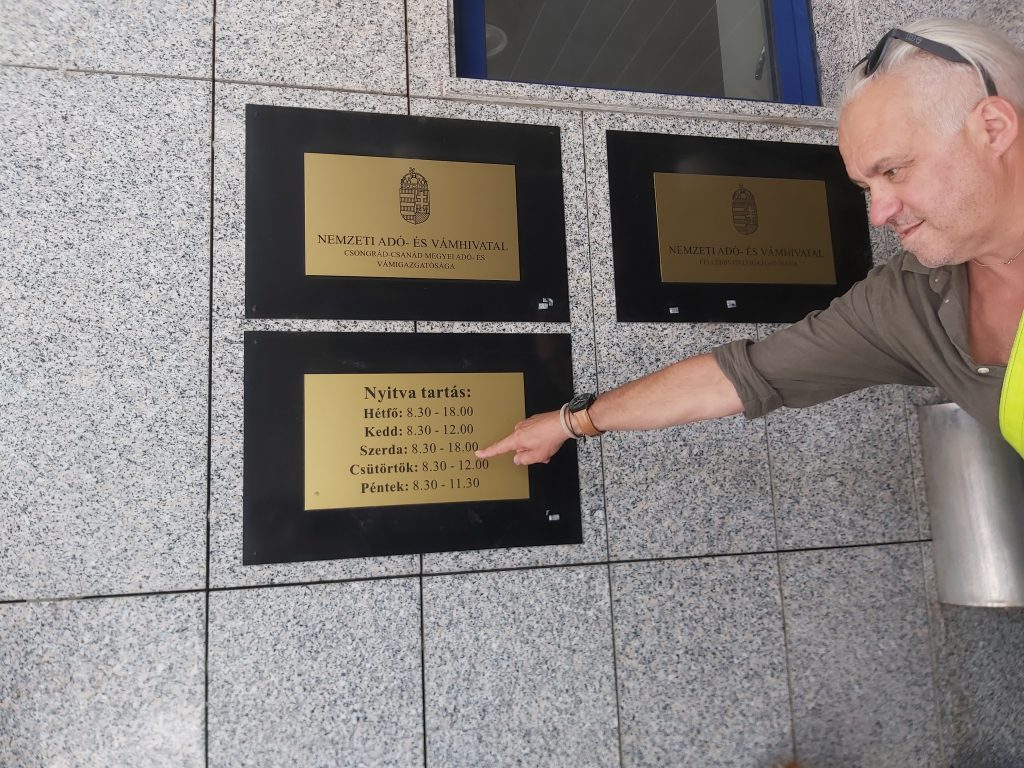 NEMZETI ADÓ- ÉS VÁMHIVATAL
CSONGRÁD-CSANÁD MEGYEI ADÓ- ÉS
VÁMIGAZGATÓSÁGA
NEMZETI ADÓ- ÉS VÁMHIVATAL
FELLEBBVITELI IGAZGATÓSÁGA
Nyitva tartás:
Hétfő: 8.30 - 18.00
Kedd: 8.30 - 12.00
Szerda: 8.30 - 18.00
Csütörtök: 8.30 - 12.00
Péntek: 8.30 - 11.30